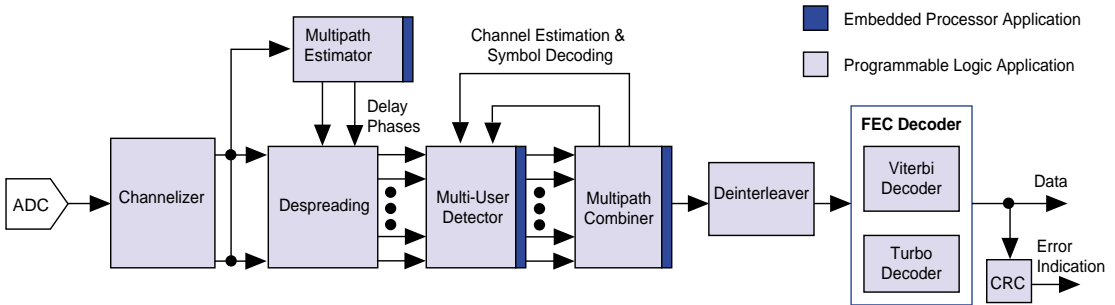 Multipath
Estimator
Channel Estimation &
Symbol Decoding
Embedded Processor Application
Programmable Logic Application
Delay
Phases
ADC
Channelizer
Despreading
Multi-User
Detector
Multipath
Combiner
Deinterleaver
FEC Decoder
Viterbi
Decoder
Turbo
Decoder
Data
CRC
Error
Indication